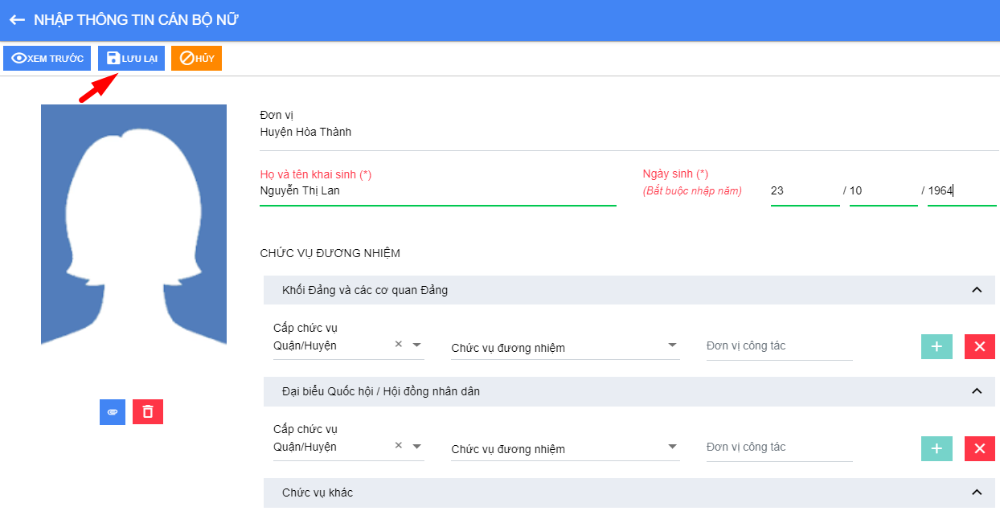 NHẬP THÔNG TIN CÁN BỘ NỮ
XEM TRƯỚC LƯU LẠI HỦY
Đơn vị
Huyện Hòa Thành
Họ và tên khai sinh (*) Ngày sinh (*)
Nguyễn Thị Lan (Bắt buộc nhập năm) 23 / 10 / 1964
CHỨC VỤ ĐƯƠNG NHIỆM
Khối Đảng và các cơ quan Đảng
Cấp chức vụ
Quận/Huyện Chức vụ đương nhiệm Đơn vị công tác
Đại biểu Quốc hội / Hội đồng nhân dân
Cấp chức vụ
Quận/Huyện Chức vụ đương nhiệm Đơn vị công tác
Chức vụ khác